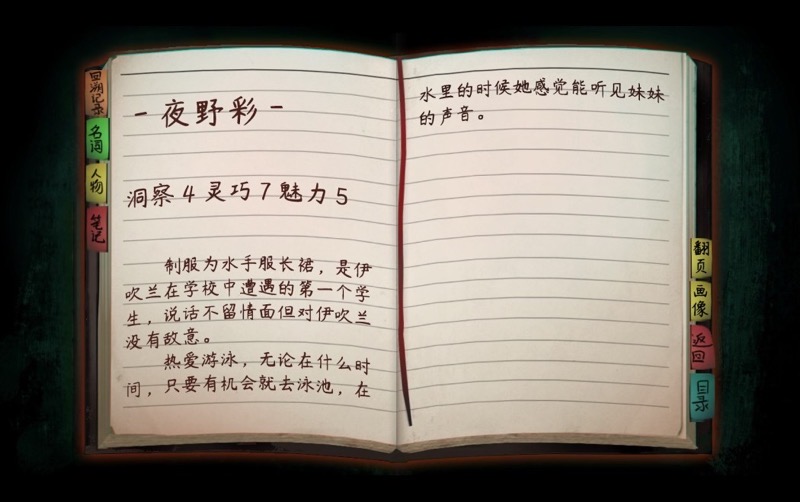 - 夜野彩 -
洞察 4 灵巧 7 魅力 5
制服为水手服长裙，是伊
吹兰在学校中遭遇的第一个学
生，说话不留情面但对伊吹兰
没有敌意。
热爱游泳，无论在什么时
间，只要有机会就去泳池，在
水里的时候她感觉能听见妹妹
的声音。
回溯记录
名词
人物
笔记
翻页
画像
返回
目录